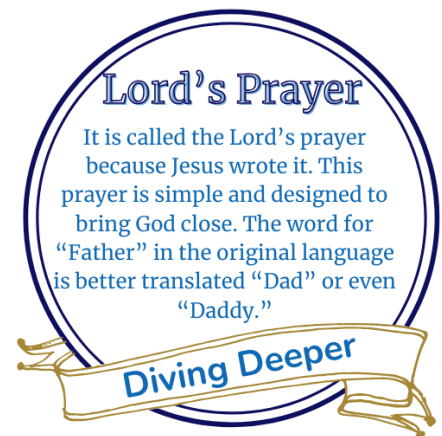 Lord’s Prayer
It is called the Lord’s prayer
because Jesus wrote it. This
prayer is simple and designed to
bring God close. The word for
“Father” in the original language
is better translated “Dad” or even
“Daddy.”
Diving Deeper